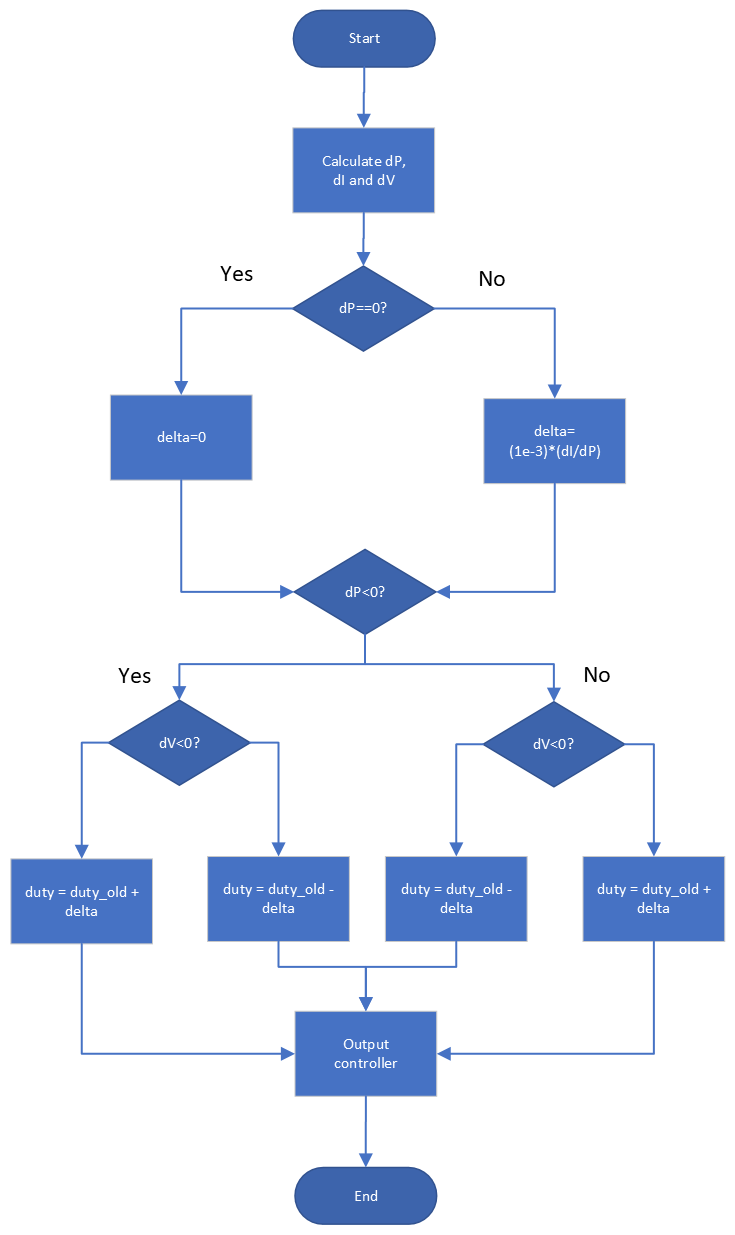 Start
Calculate dP,
dI and dV
Yes
No
dP==0?
delta=0
delta=
(1e-3)*(dI/dP)
dP<0?
Yes
No
dV<0?
dV<0?
duty = duty_old +
delta
duty = duty_old -
delta
duty = duty_old -
delta
duty = duty_old +
delta
Output
controller
End